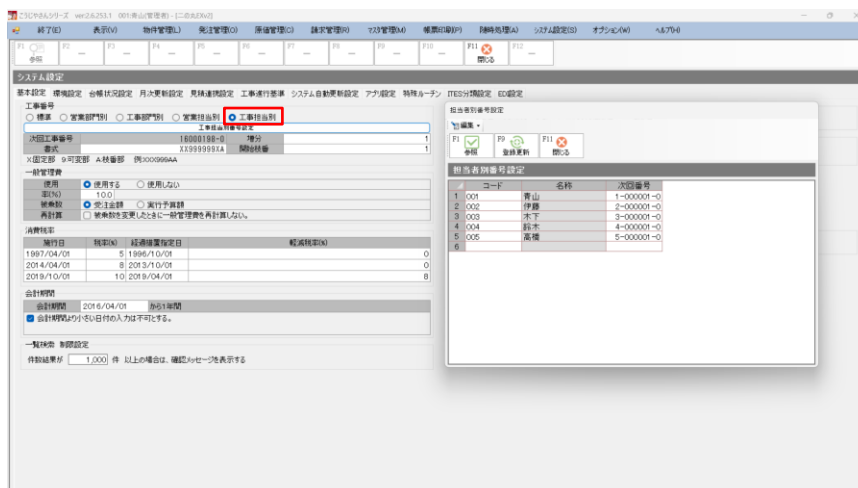 こうじやさんシリーズ ver.2.6.253.1 001:青山(管理者) - [二の丸EXv2]
終了(E) 表示(V) 物件管理(L) 発注管理(O) 原価管理(G) 請求管理(R) マスタ管理(M) 帳票印刷(P) 随時処理(A) システム設定(S) オプション(W) ヘルプ(H)
F1 参照 F2 F3 F4 F5 F6 F7 F8 F9 F10 F11 閉じる F12
システム設定
基本設定 環境設定 台帳状況設定 月次更新設定 見積連携設定 工事進行基準 システム自動更新設定 アプリ設定 特殊ルーチン ITES分類設定 EDI設定
工事番号
標準 営業部門別 工事部門別 営業担当別 工事担当別
工事担当別番号設定
次回工事番号 16000198-0 増分 1
書式 XX999999XA 開始枝番 1
X:固定部 9:可変部 A:枝番部 例)XXX999AA
一般管理費
使用 使用する 使用しない
率(%) 10.0
被乗数 受注金額 実行予算額
再計算 被乗数を変更したときに一般管理費を再計算しない。
消費税率
施行日 税率(%) 経過措置指定日 軽減税率(%)
1997/04/01 5 1996/10/01 0
2014/04/01 8 2013/10/01 0
2019/10/01 10 2019/04/01 8
会計期間
会計期間 2016/04/01 から1年間
会計期間より小さい日付の入力は不可とする。
一覧検索 制限設定
件数結果が 1,000 件 以上の場合は、確認メッセージを表示する
担当者別番号設定
編集
F1 参照 F9 登録更新 F11 閉じる
担当者別番号設定
コード 名称 次回番号
1 001 青山 1-000001-0
2 002 伊藤 2-000001-0
3 003 木下 3-000001-0
4 004 鈴木 4-000001-0
5 005 高橋 5-000001-0
6